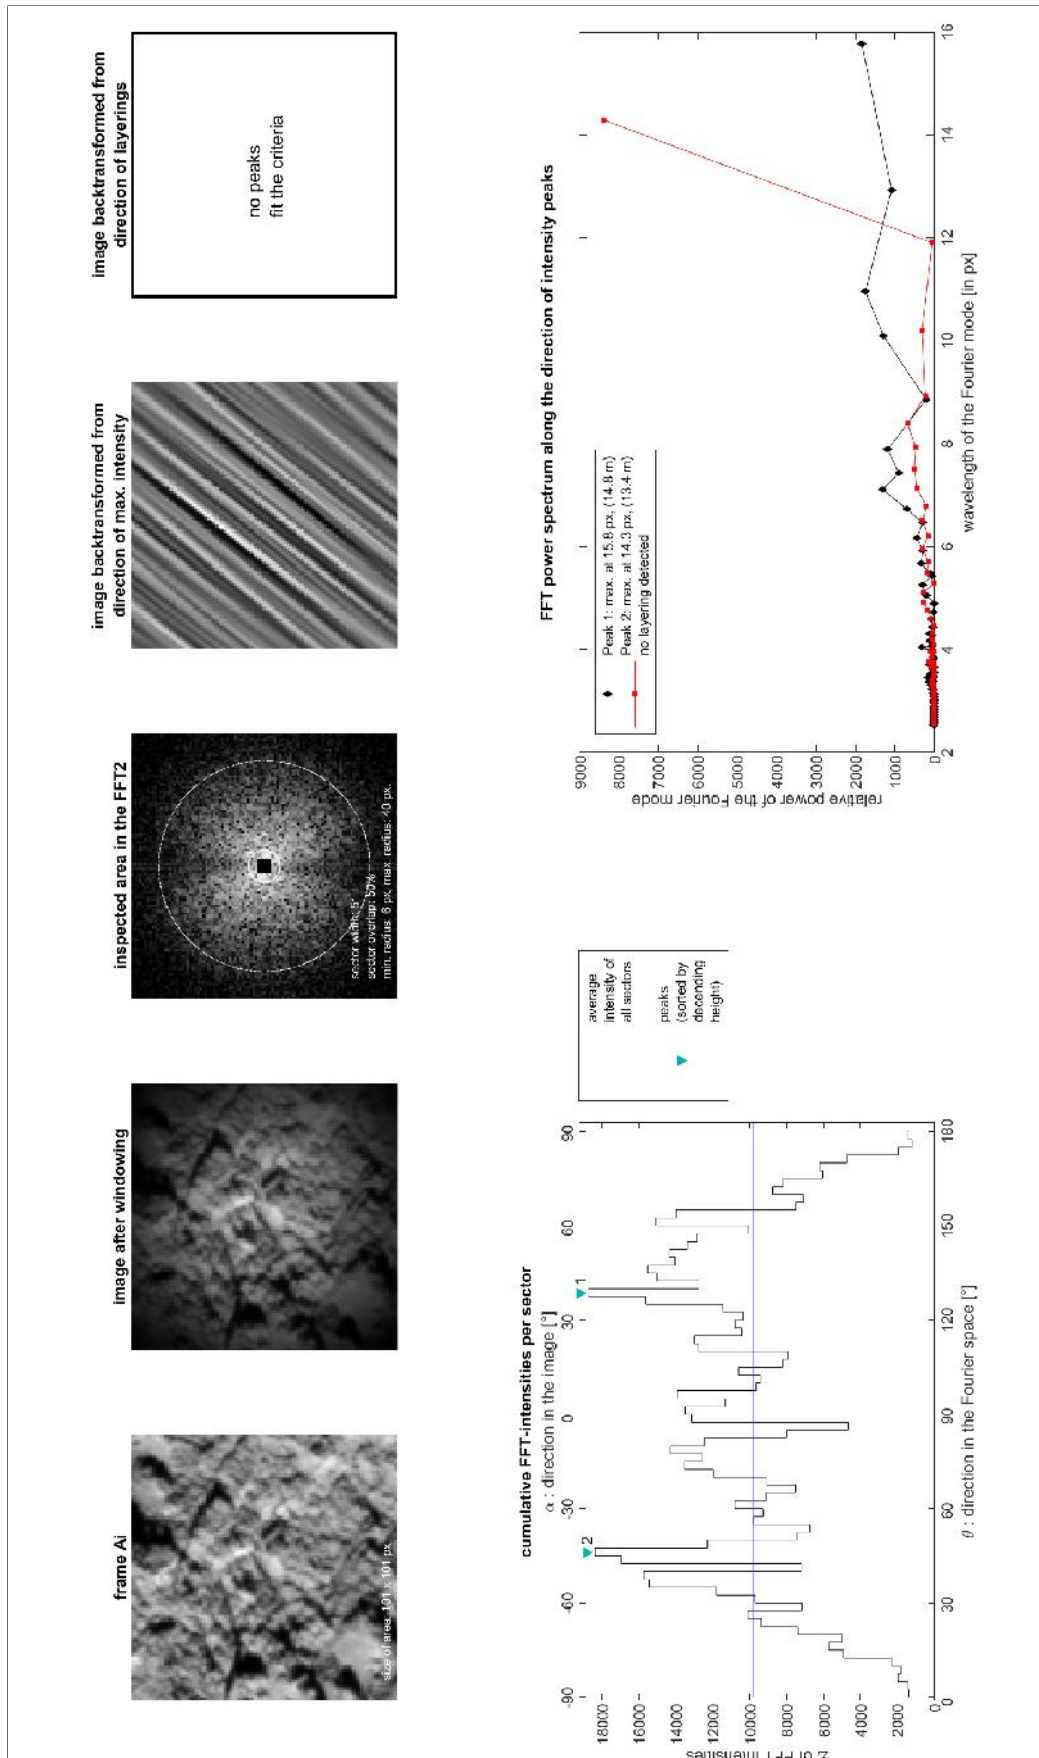 frame Ai
size of area: 101 x 101 px
image after windowing
inspected area in the FFT2
sector width: 5°
sector overlap: 50%
min. radius: 6 px, max. radius: 40 px.
image backtransformed from
direction of max. intensity
image backtransformed from
direction of layerings
no peaks
fit the criteria
cumulative FFT-intensities per sector
α : direction in the image [°]
-90 -60 -30 0 30 60 90
18000
16000
14000
12000
10000
8000
6000
4000
2000
Σ of FFT intensities
2
1
0 30 60 90 120 150 180
θ : direction in the Fourier space [°]
average
intensity of
all sectors
peaks
(sorted by
decending
height)
FFT power spectrum along the direction of intensity peaks
9000
8000
7000
6000
5000
4000
3000
2000
1000
0
relative power of the Fourier mode
Peak 1: max. at 15.8 px, (14.8 m)
Peak 2: max. at 14.3 px, (13.4 m)
no layering detected
2 4 6 8 10 12 14 16
wavelength of the Fourier mode [in px]